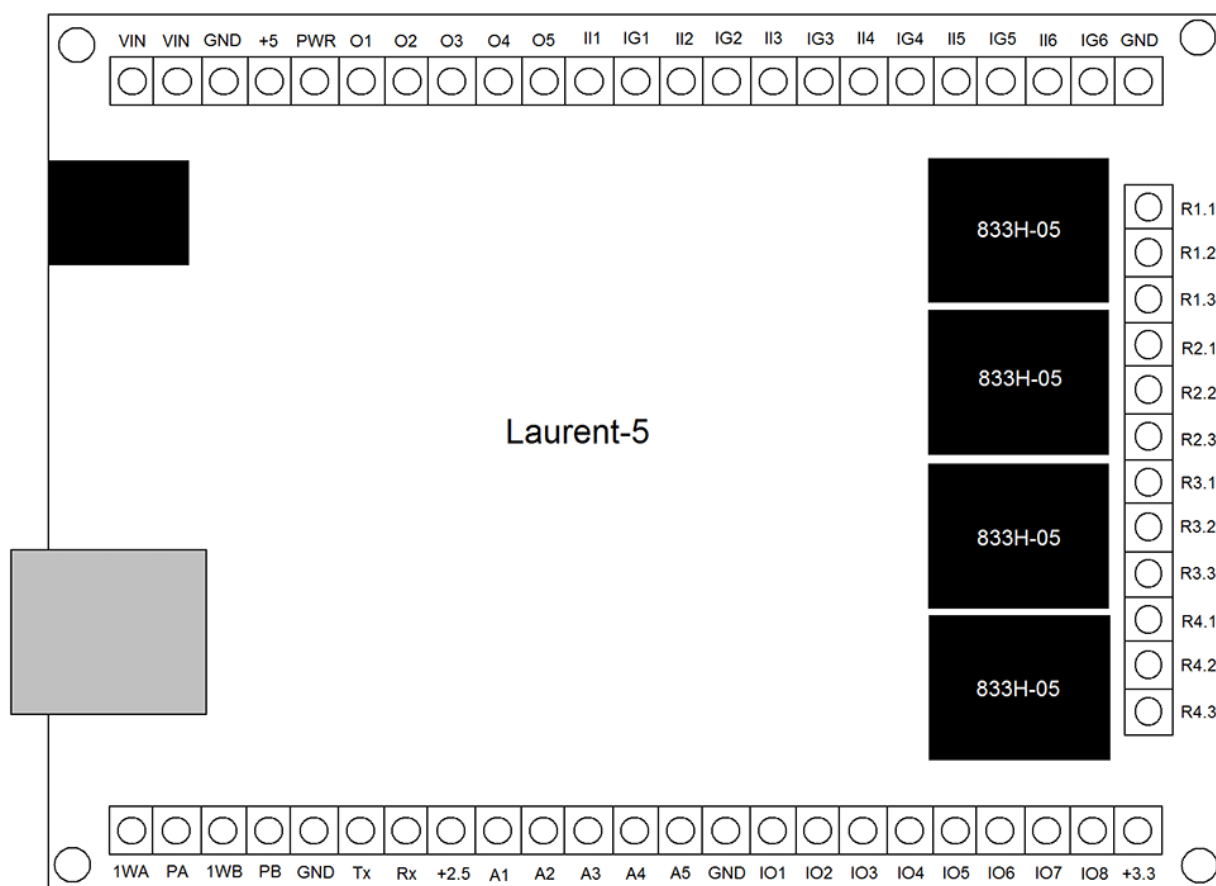 VIN VIN GND +5 PWR O1 O2 O3 O4 O5 II1 IG1 II2 IG2 II3 IG3 II4 IG4 II5 IG5 II6 IG6 GND
833H-05
R1.1
R1.2
R1.3
833H-05
R2.1
R2.2
R2.3
Laurent-5
833H-05
R3.1
R3.2
R3.3
833H-05
R4.1
R4.2
R4.3
1WA PA 1WB PB GND Tx Rx +2.5 A1 A2 A3 A4 A5 GND IO1 IO2 IO3 IO4 IO5 IO6 IO7 IO8 +3.3